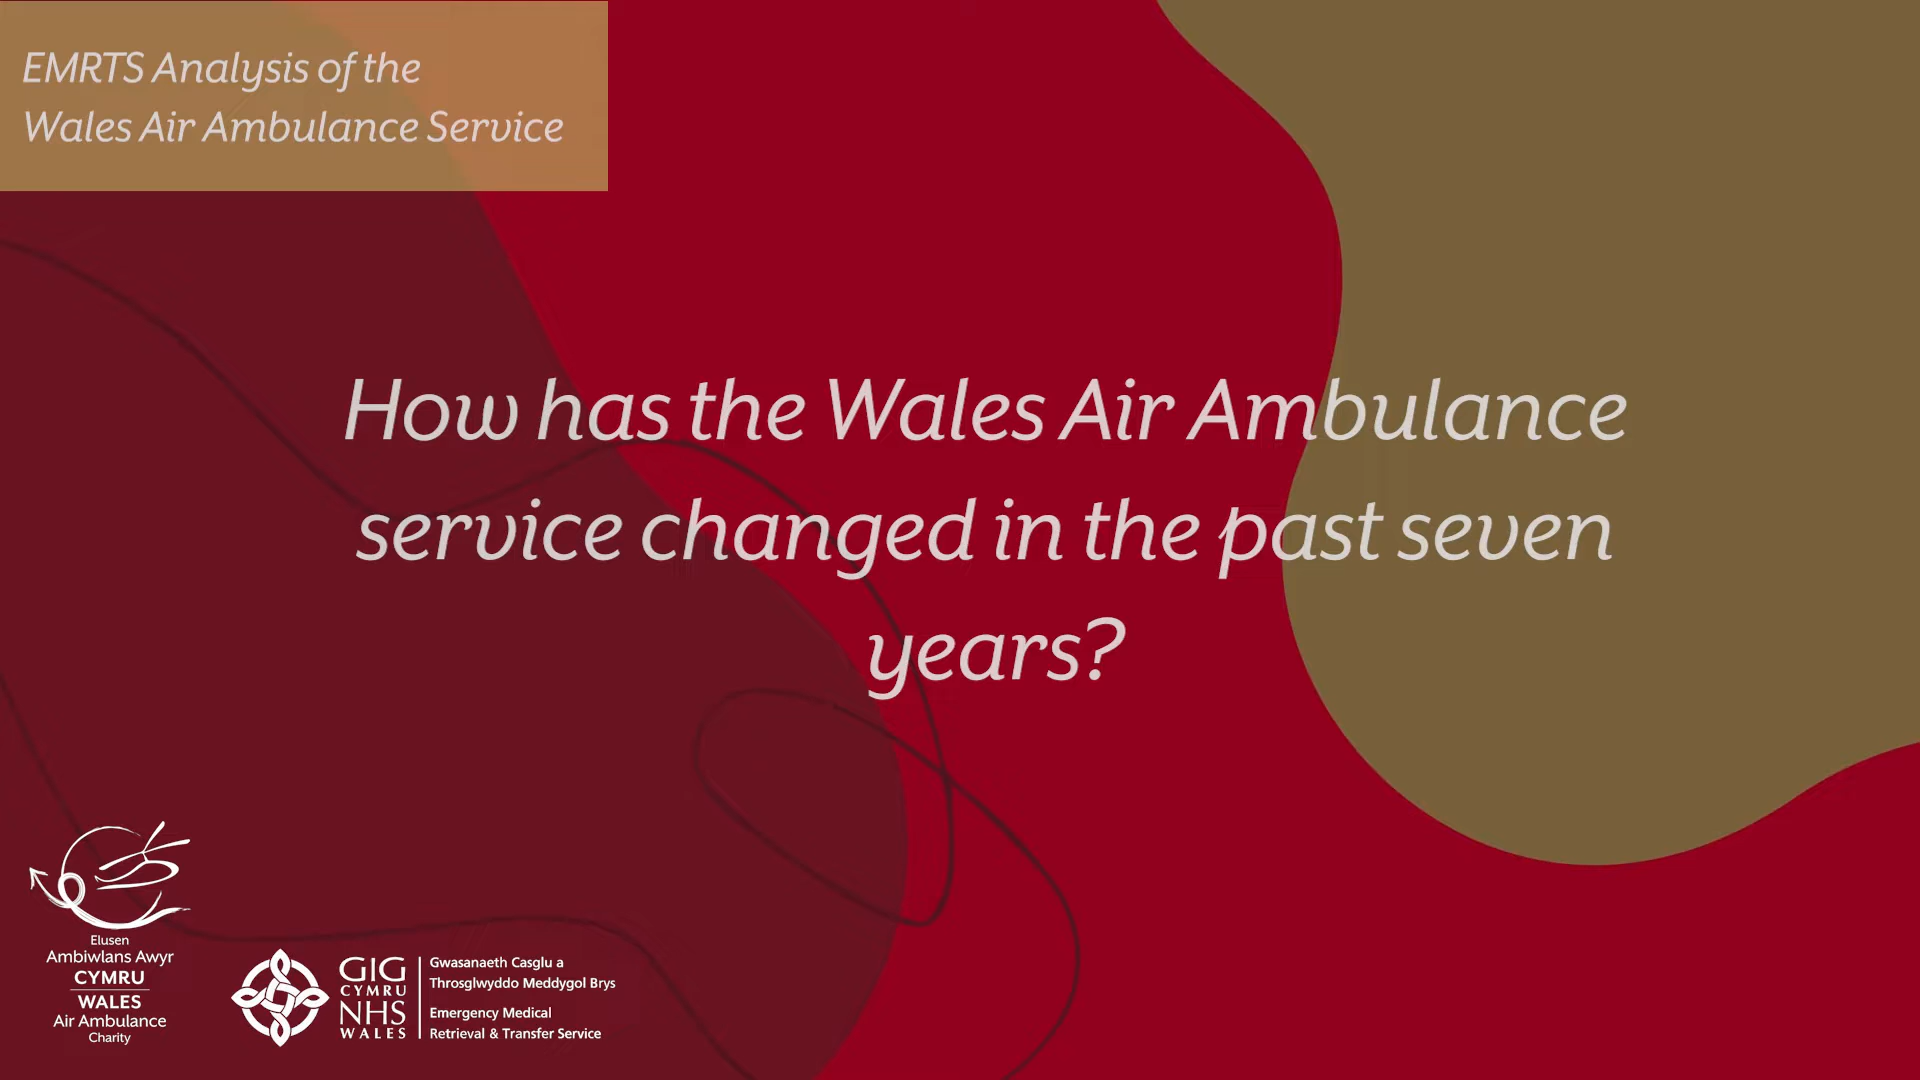 EMRTS Analysis of the
Wales Air Ambulance Service
How has the Wales Air Ambulance
service changed in the past seven
years?
Elusen
Ambiwlans Awyr
CYMRU
WALES
Air Ambulance
Charity
GIG
CYMRU
NHS
WALES
Gwasanaeth Casglu a
Throsglwyddo Meddygol Brys
Emergency Medical
Retrieval & Transfer Service